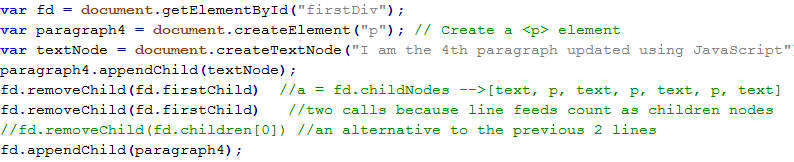 var fd = document.getElementById("firstDiv");
var paragraph4 = document.createElement("p"); // Create a <p> element
var textNode = document.createTextNode("I am the 4th paragraph updated using JavaScript"
paragraph4.appendChild(textNode);
fd.removeChild(fd.firstChild) //a = fd.childNodes -->[text, p, text, p, text, p, text]
fd.removeChild(fd.firstChild) //two calls because line feeds count as children nodes
//fd.removeChild(fd.children[0]) //an alternative to the previous 2 lines
fd.appendChild(paragraph4);